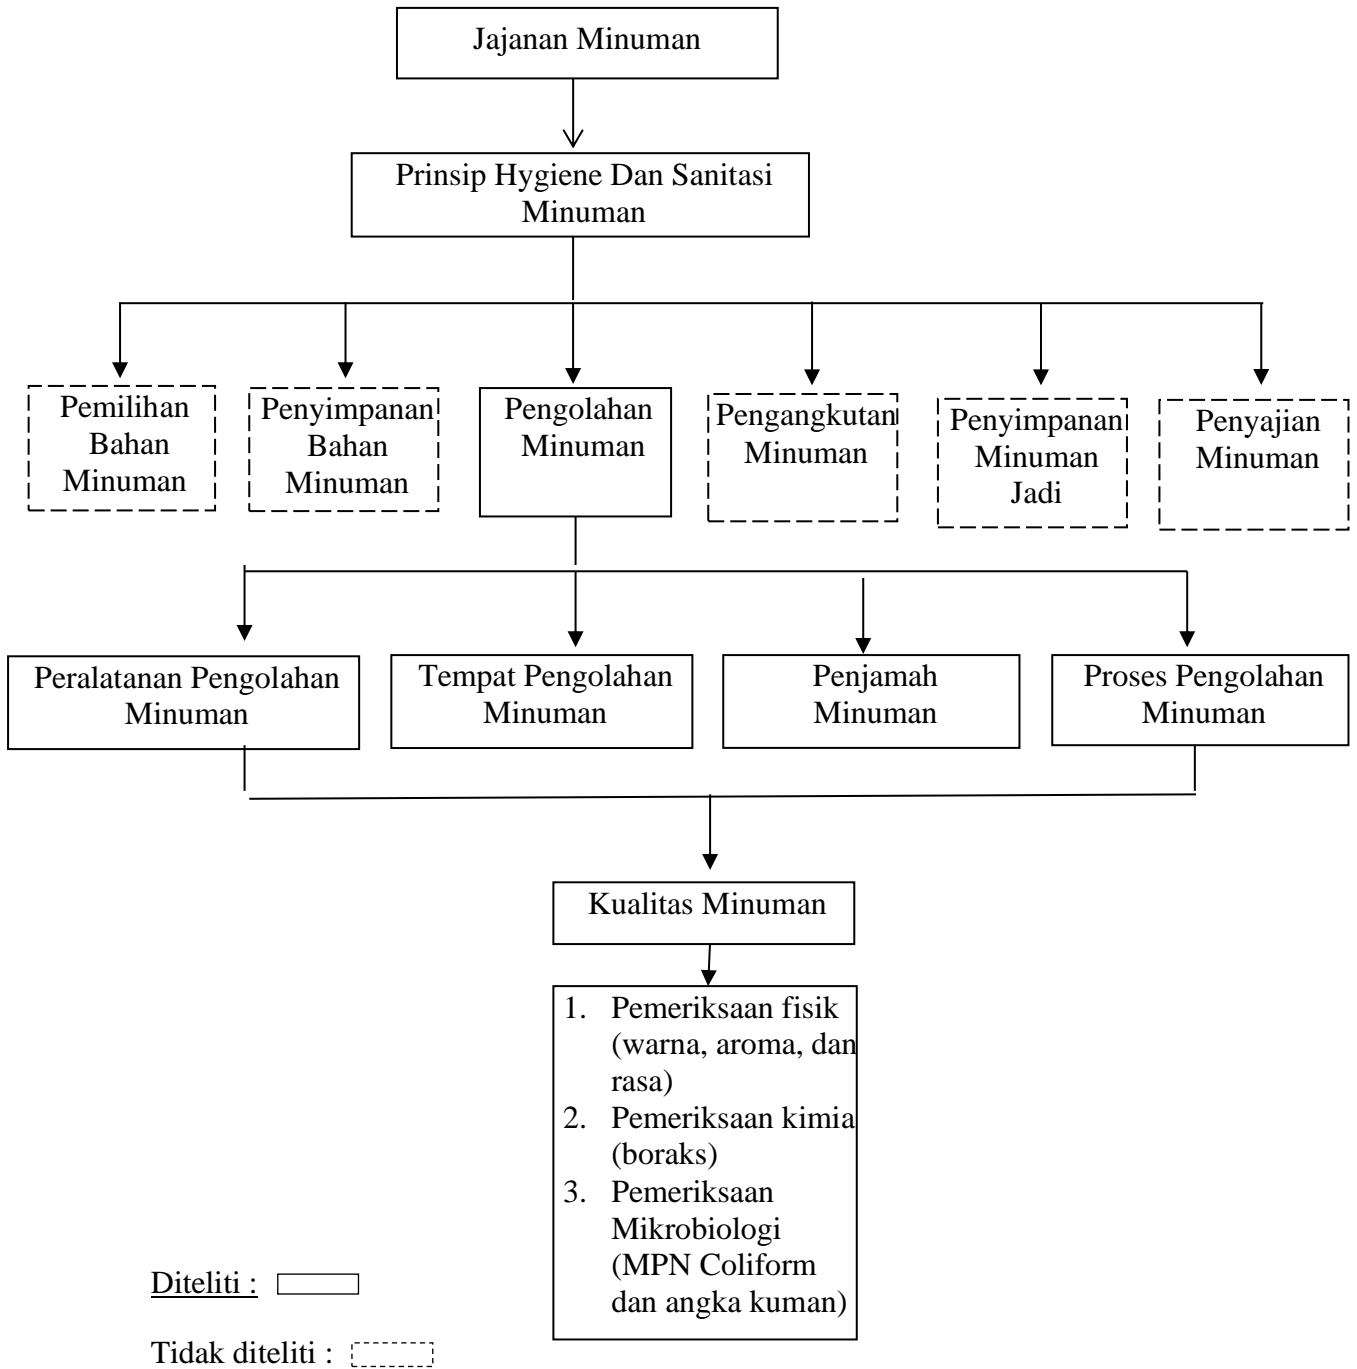 Jajanan Minuman
Prinsip Hygiene Dan Sanitasi
Minuman
Pemilihan
Bahan
Minuman
Penyimpanan
Bahan
Minuman
Pengolahan
Minuman
Pengangkutan
Minuman
Penyimpanan
Minuman
Jadi
Penyajian
Minuman
Peralatanan Pengolahan
Minuman
Tempat Pengolahan
Minuman
Penjamah
Minuman
Proses Pengolahan
Minuman
Kualitas Minuman
1. Pemeriksaan fisik
(warna, aroma, dan
rasa)
2. Pemeriksaan kimia
(boraks)
3. Pemeriksaan
Mikrobiologi
(MPN Coliform
dan angka kuman)
Diteliti :
Tidak diteliti :